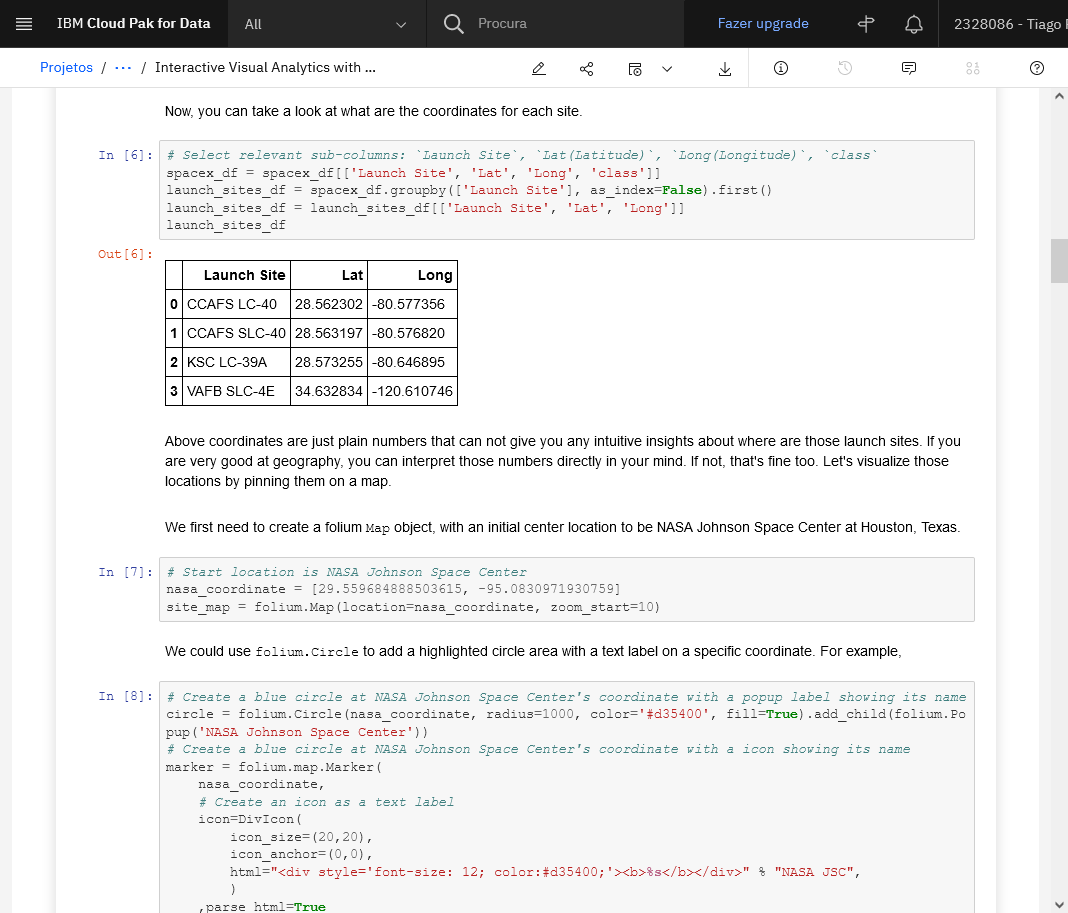 IBM Cloud Pak for Data All Procura Fazer upgrade 2328086 - Tiago
Projetos / ... / Interactive Visual Analytics with ...
Now, you can take a look at what are the coordinates for each site.
In [6]: # Select relevant sub-columns: `Launch Site`, `Lat(Latitude)`, `Long(Longitude)`, `class`
spacex_df = spacex_df[['Launch Site', 'Lat', 'Long', 'class']]
launch_sites_df = spacex_df.groupby(['Launch Site'], as_index=False).first()
launch_sites_df = launch_sites_df[['Launch Site', 'Lat', 'Long']]
launch_sites_df
Out[6]:
Launch Site Lat Long
0 CCAFS LC-40 28.562302 -80.577356
1 CCAFS SLC-40 28.563197 -80.576820
2 KSC LC-39A 28.573255 -80.646895
3 VAFB SLC-4E 34.632834 -120.610746
Above coordinates are just plain numbers that can not give you any intuitive insights about where are those launch sites. If you
are very good at geography, you can interpret those numbers directly in your mind. If not, that's fine too. Let's visualize those
locations by pinning them on a map.
We first need to create a folium Map object, with an initial center location to be NASA Johnson Space Center at Houston, Texas.
In [7]: # Start location is NASA Johnson Space Center
nasa_coordinate = [29.559684888503615, -95.0830971930759]
site_map = folium.Map(location=nasa_coordinate, zoom_start=10)
We could use folium.Circle to add a highlighted circle area with a text label on a specific coordinate. For example,
In [8]: # Create a blue circle at NASA Johnson Space Center's coordinate with a popup label showing its name
circle = folium.Circle(nasa_coordinate, radius=1000, color='#d35400', fill=True).add_child(folium.Po
pup('NASA Johnson Space Center'))
# Create a blue circle at NASA Johnson Space Center's coordinate with a icon showing its name
marker = folium.map.Marker(
nasa_coordinate,
# Create an icon as a text label
icon=DivIcon(
icon_size=(20,20),
icon_anchor=(0,0),
html="<div style='font-size: 12; color:#d35400;'><b>%s</b></div>" % "NASA JSC",
)
,parse_html=True